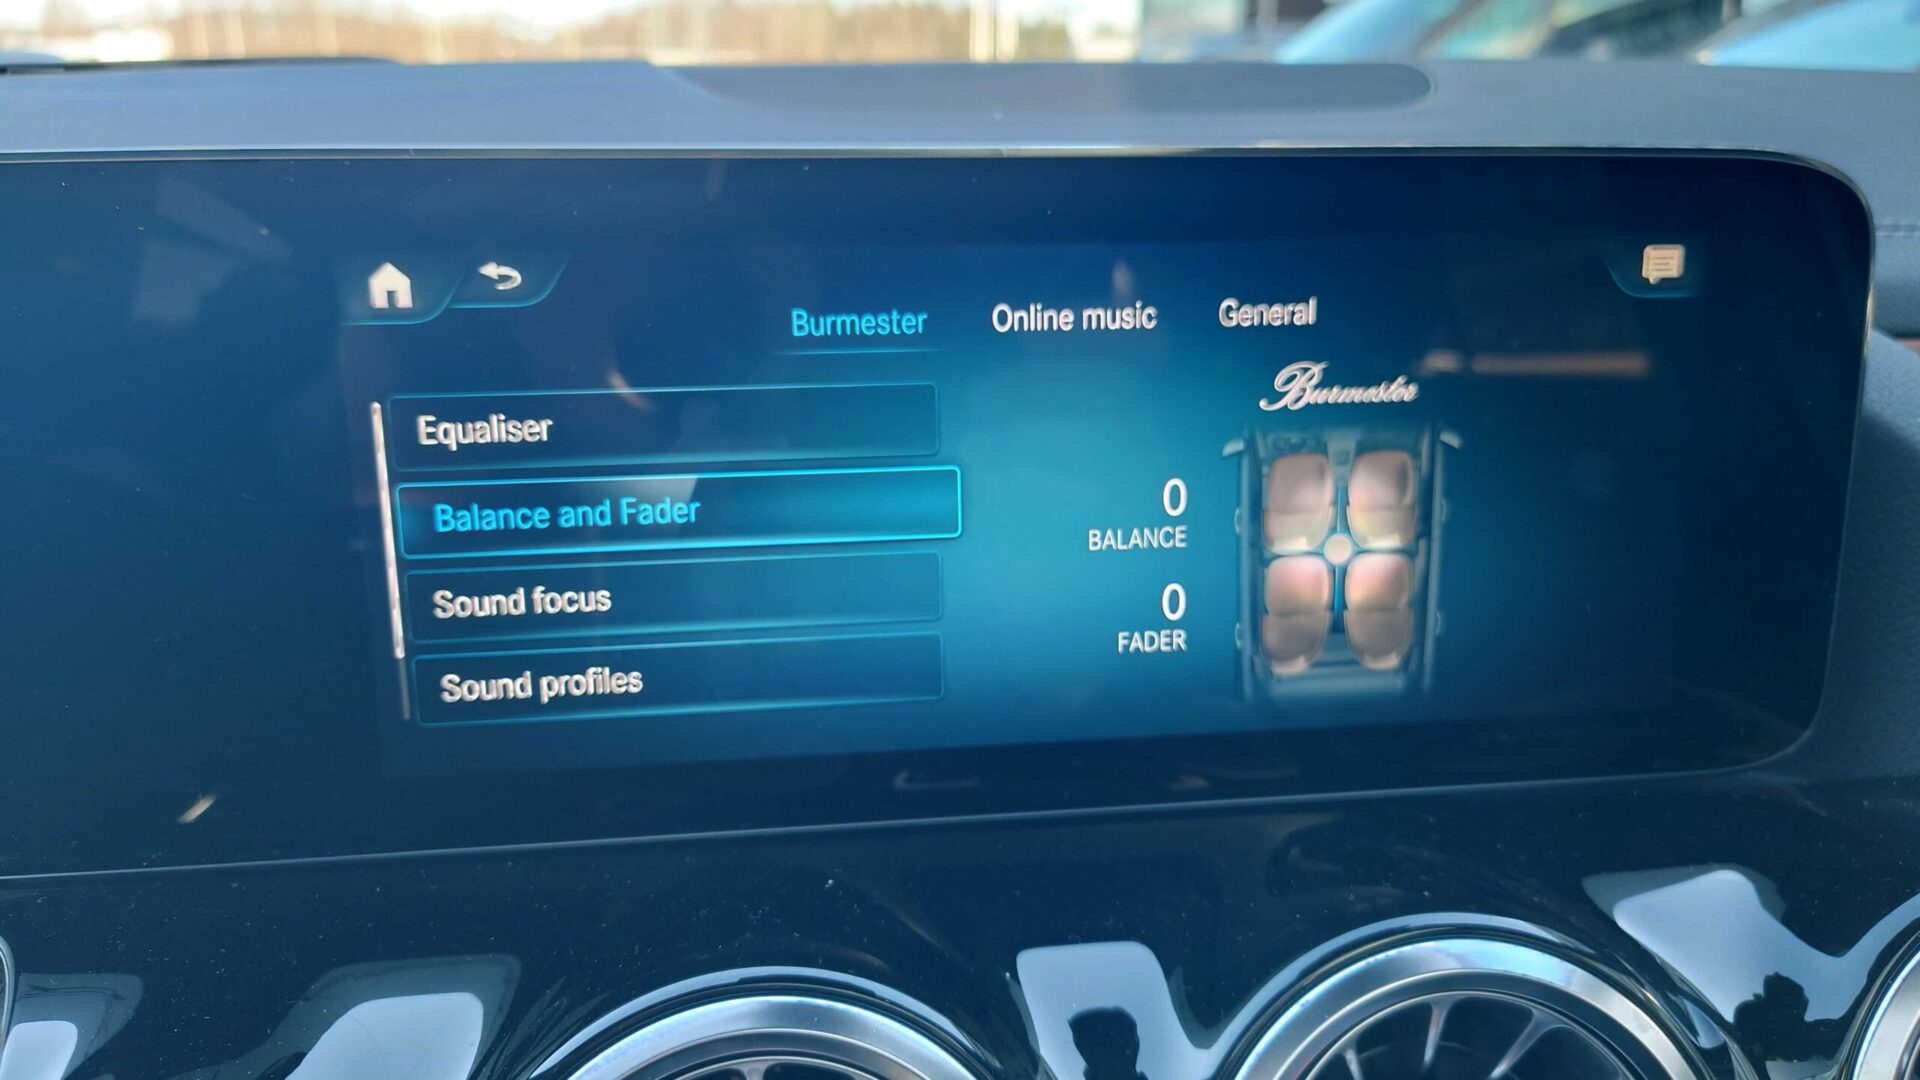 Burmester Online music General
Burmester
Equaliser
Balance and Fader
Sound focus
Sound profiles
0
BALANCE
0
FADER